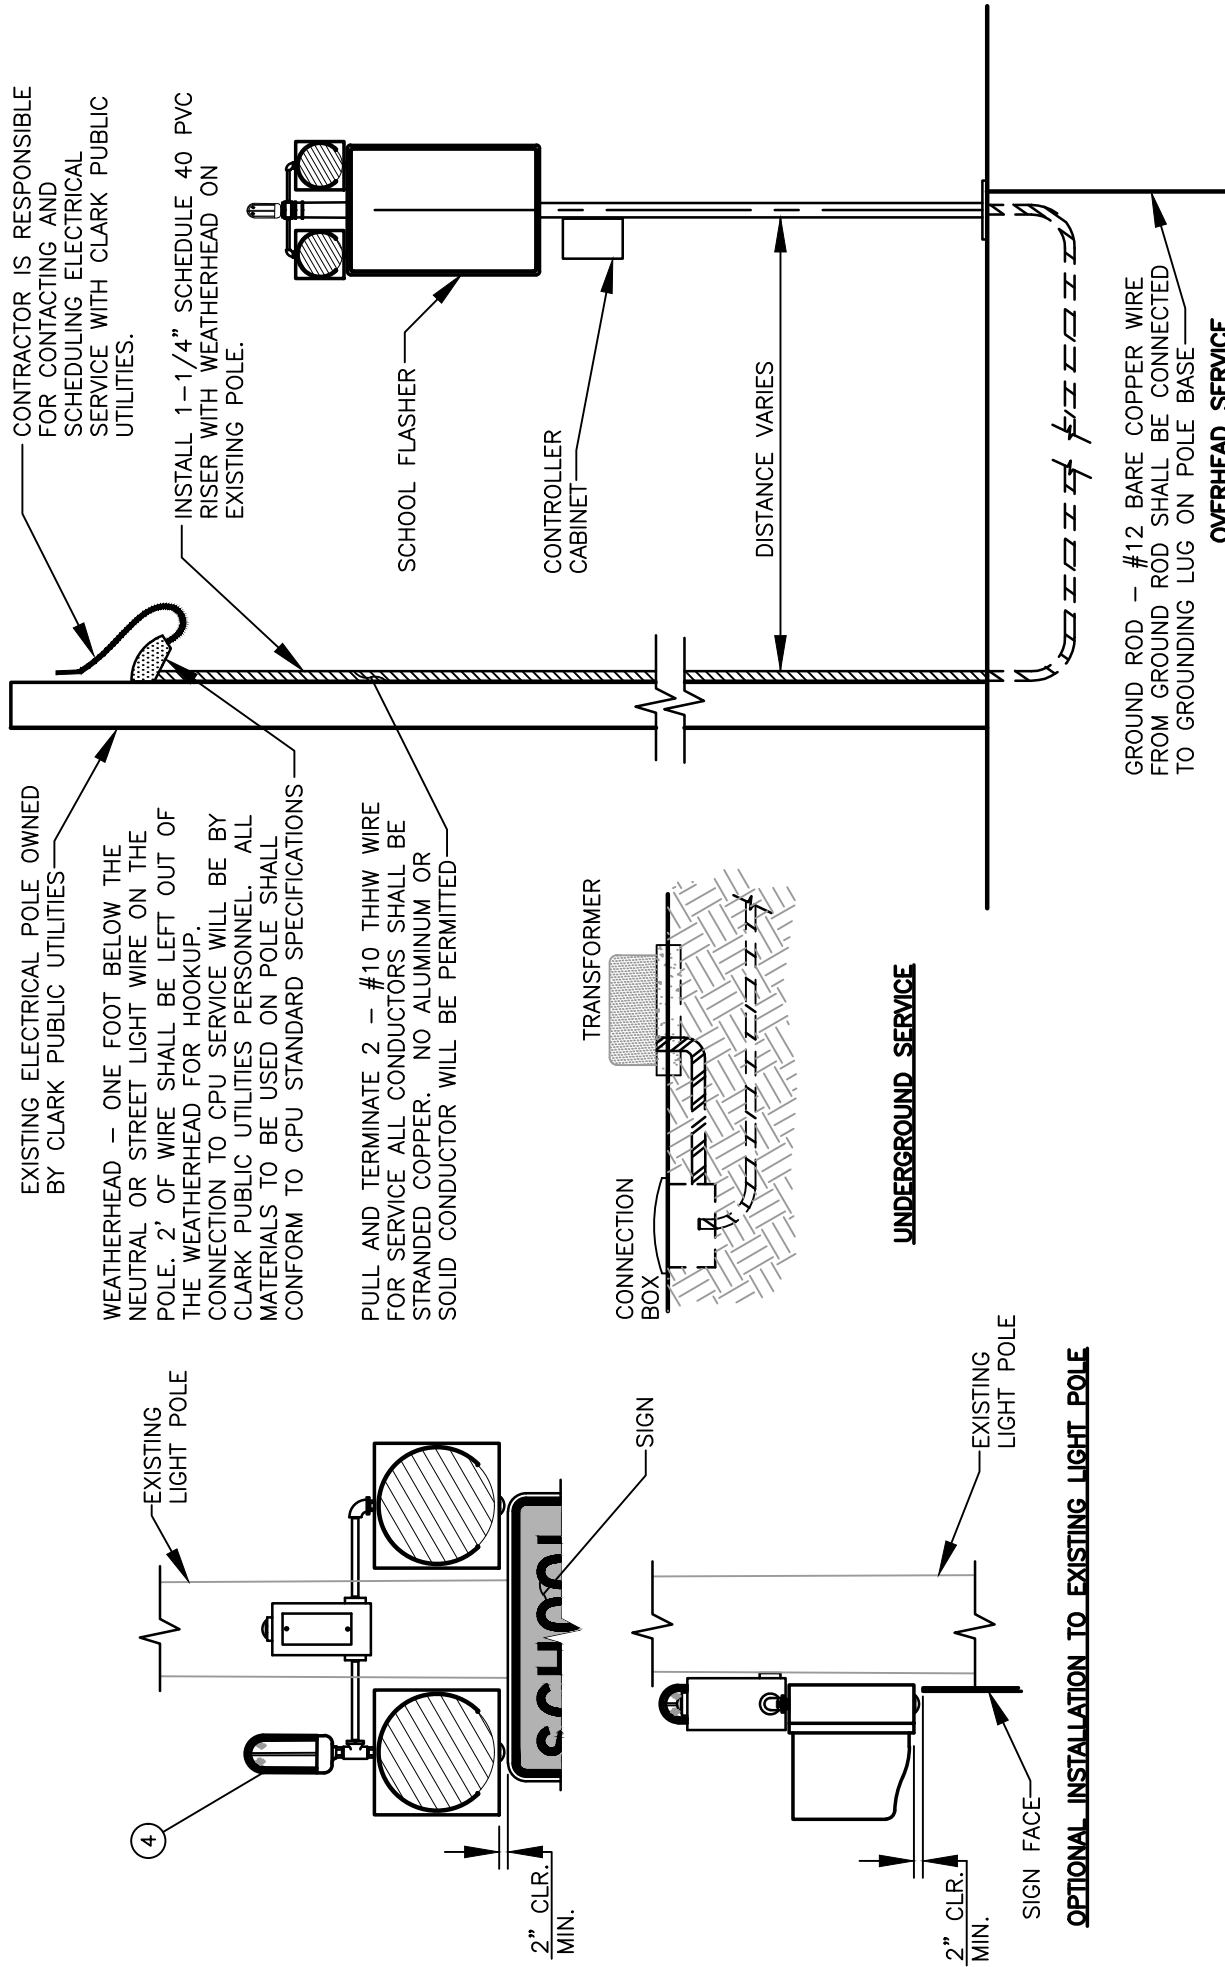 EXISTING
LIGHT POLE
4
2" CLR.
MIN.
SCHOOL
SIGN
EXISTING
LIGHT POLE
2" CLR.
MIN.
SIGN FACE
OPTIONAL INSTALLATION TO EXISTING LIGHT POLE
EXISTING ELECTRICAL POLE OWNED
BY CLARK PUBLIC UTILITIES
WEATHERHEAD - ONE FOOT BELOW THE
NEUTRAL OR STREET LIGHT WIRE ON THE
POLE. 2' OF WIRE SHALL BE LEFT OUT OF
THE WEATHERHEAD FOR HOOKUP.
CONNECTION TO CPU SERVICE WILL BE BY
CLARK PUBLIC UTILITIES PERSONNEL. ALL
MATERIALS TO BE USED ON POLE SHALL
CONFORM TO CPU STANDARD SPECIFICATIONS
PULL AND TERMINATE 2 - #10 THHW WIRE
FOR SERVICE ALL CONDUCTORS SHALL BE
STRANDED COPPER. NO ALUMINUM OR
SOLID CONDUCTOR WILL BE PERMITTED
TRANSFORMER
CONNECTION
BOX
UNDERGROUND SERVICE
CONTRACTOR IS RESPONSIBLE
FOR CONTACTING AND
SCHEDULING ELECTRICAL
SERVICE WITH CLARK PUBLIC
UTILITIES.
INSTALL 1-1/4" SCHEDULE 40 PVC
RISER WITH WEATHERHEAD ON
EXISTING POLE.
SCHOOL FLASHER
CONTROLLER
CABINET
DISTANCE VARIES
GROUND ROD - #12 BARE COPPER WIRE
FROM GROUND ROD SHALL BE CONNECTED
TO GROUNDING LUG ON POLE BASE
OVERHEAD SERVICE